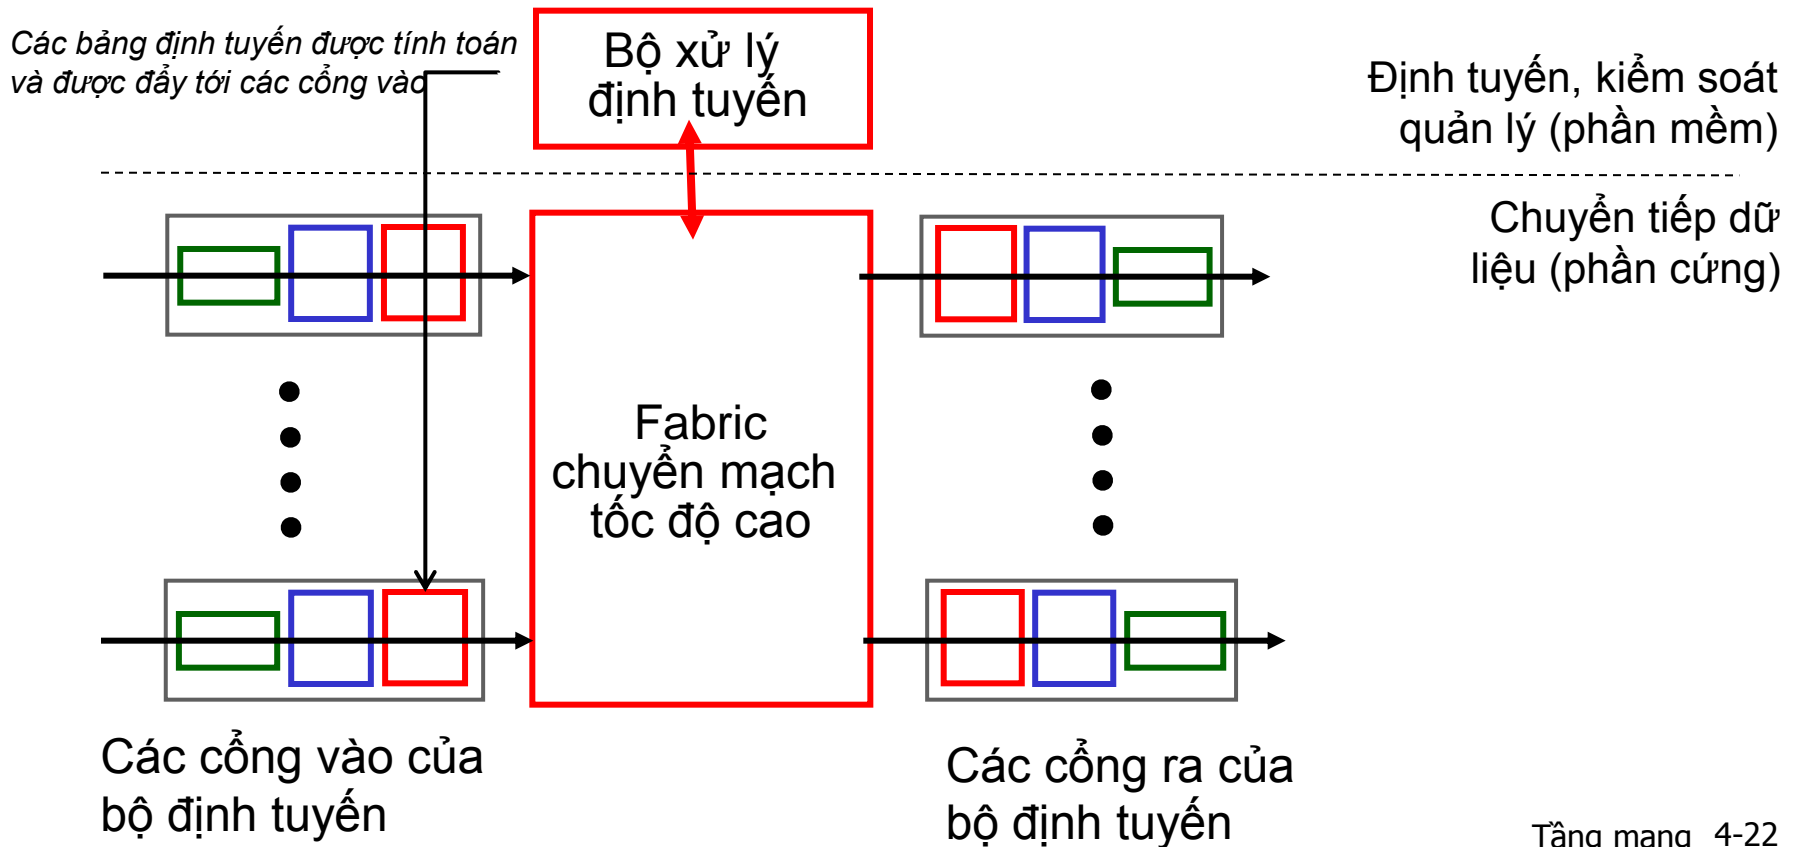 Các bảng định tuyến được tính toán
và được đẩy tới các cổng vào
Bộ xử lý
định tuyến
Định tuyến, kiểm soát
quản lý (phần mềm)
Chuyển tiếp dữ
liệu (phần cứng)
Fabric
chuyển mạch
tốc độ cao
Các cổng vào của
bộ định tuyến
Các cổng ra của
bộ định tuyến
Tầng mạng 4-22